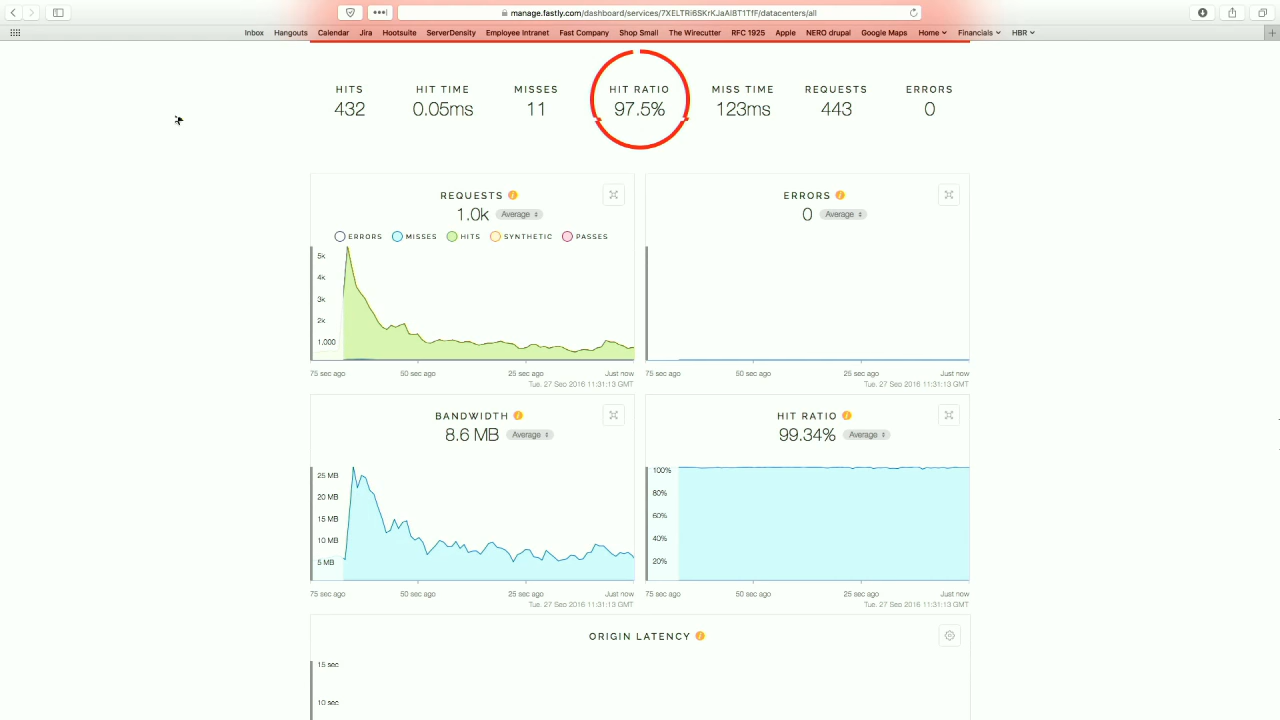 manage.fastly.com/dashboard/services/7XELTRi6SKrKJaAlBT1TfF/datacenters/all
Inbox Hangouts Calendar Jira Hootsuite ServerDensity Employee Intranet Fast Company Shop Small The Wirecutter RFC 1925 Apple NERO drupal Google Maps Home Financials HBR
HITS HIT TIME MISSES HIT RATIO MISS TIME REQUESTS ERRORS
432 0.05ms 11 97.5% 123ms 443 0
REQUESTS
1.0k Average
ERRORS MISSES HITS SYNTHETIC PASSES
5k
4k
3k
2k
1,000
75 sec ago 50 sec ago 25 sec ago Just now
Tue, 27 Sep 2016 11:31:13 GMT
ERRORS
0 Average
75 sec ago 50 sec ago 25 sec ago Just now
Tue, 27 Sep 2016 11:31:13 GMT
BANDWIDTH
8.6 MB Average
25 MB
20 MB
15 MB
10 MB
5 MB
75 sec ago 50 sec ago 25 sec ago Just now
Tue, 27 Sep 2016 11:31:13 GMT
HIT RATIO
99.34% Average
100%
80%
60%
40%
20%
75 sec ago 50 sec ago 25 sec ago Just now
Tue, 27 Sep 2016 11:31:13 GMT
ORIGIN LATENCY
15 sec
10 sec